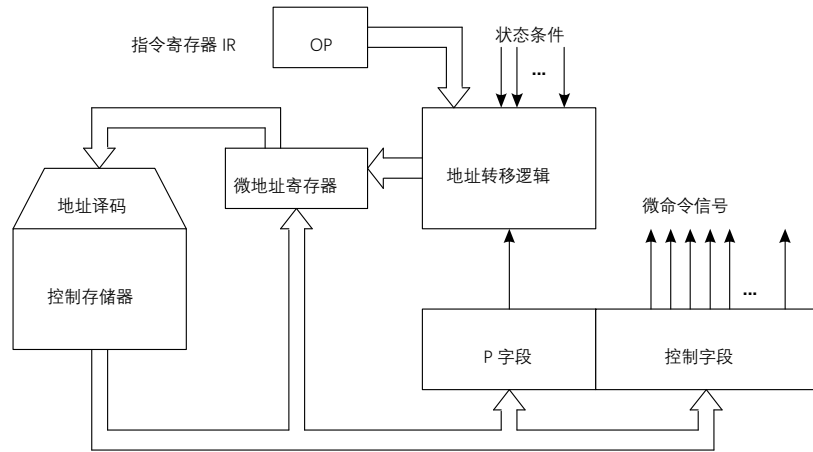 指令寄存器 IR
OP
状态条件
...
微地址寄存器
地址转移逻辑
地址译码
微命令信号
...
控制存储器
P 字段
控制字段